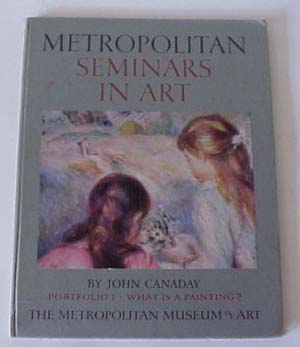 METROPOLITAN
SEMINARS
IN ART
BY JOHN CANADAY
PORTFOLIO 1 · WHAT IS A PAINTING?
THE METROPOLITAN MUSEUM of ART